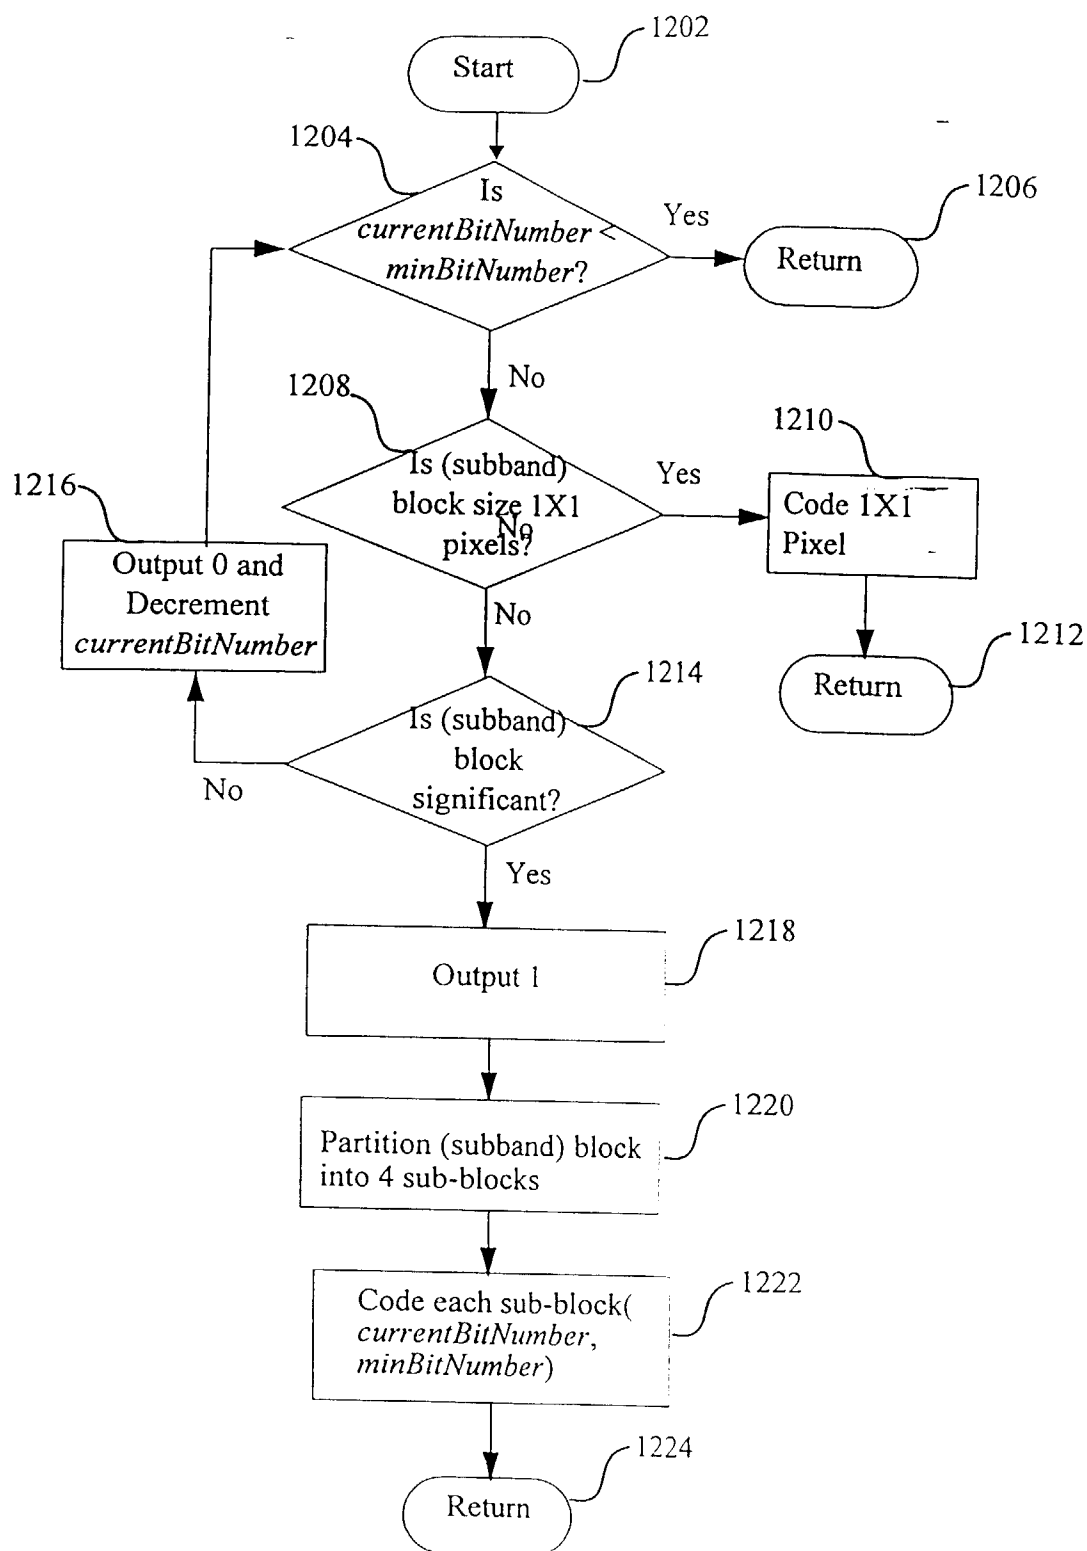 1202
Start
1204
Is
currentBitNumber <
minBitNumber?
Yes
1206
Return
No
1208
Is (subband)
block size 1X1
No
pixels?
Yes
1210
Code 1X1
Pixel
1212
Return
1216
Output 0 and
Decrement
currentBitNumber
No
1214
Is (subband)
block
significant?
No
Yes
1218
Output 1
1220
Partition (subband) block
into 4 sub-blocks
1222
Code each sub-block(
currentBitNumber,
minBitNumber)
1224
Return